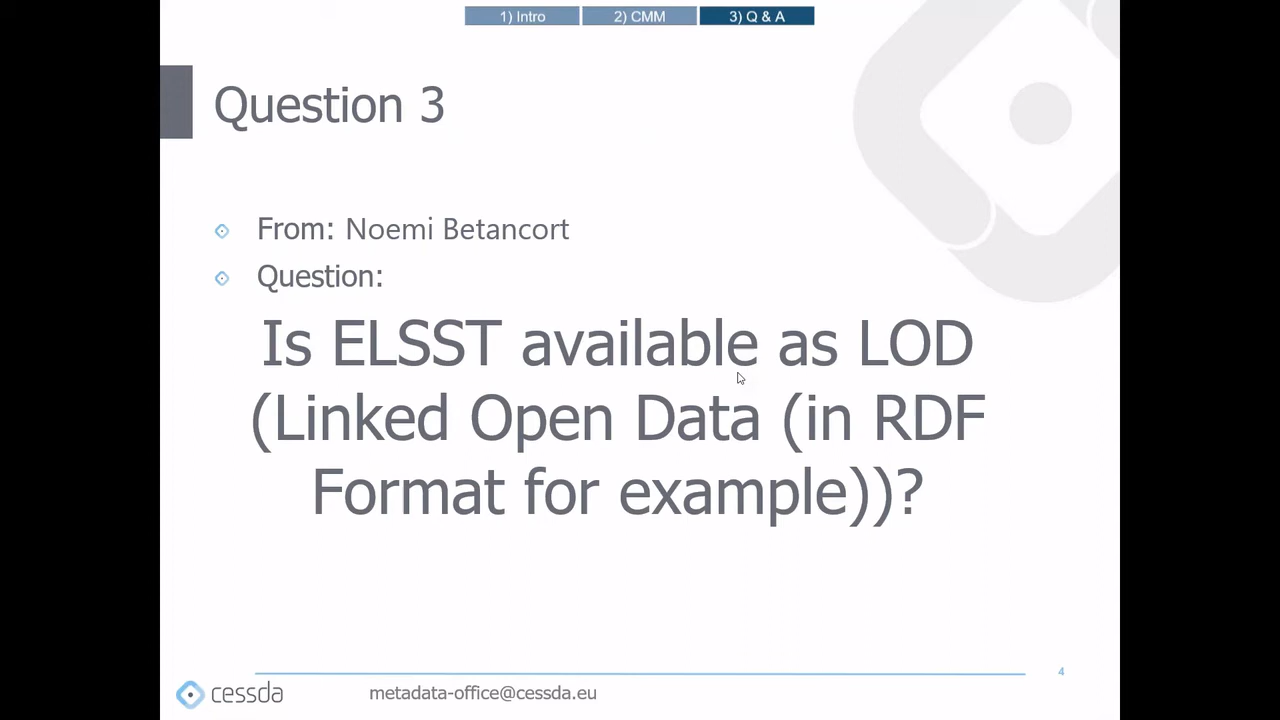 1) Intro 2) CMM 3) Q & A
Question 3
From: Noemi Betancort
Question:
Is ELSST available as LOD
(Linked Open Data (in RDF
Format for example))?
4
cessda metadata-office@cessda.eu